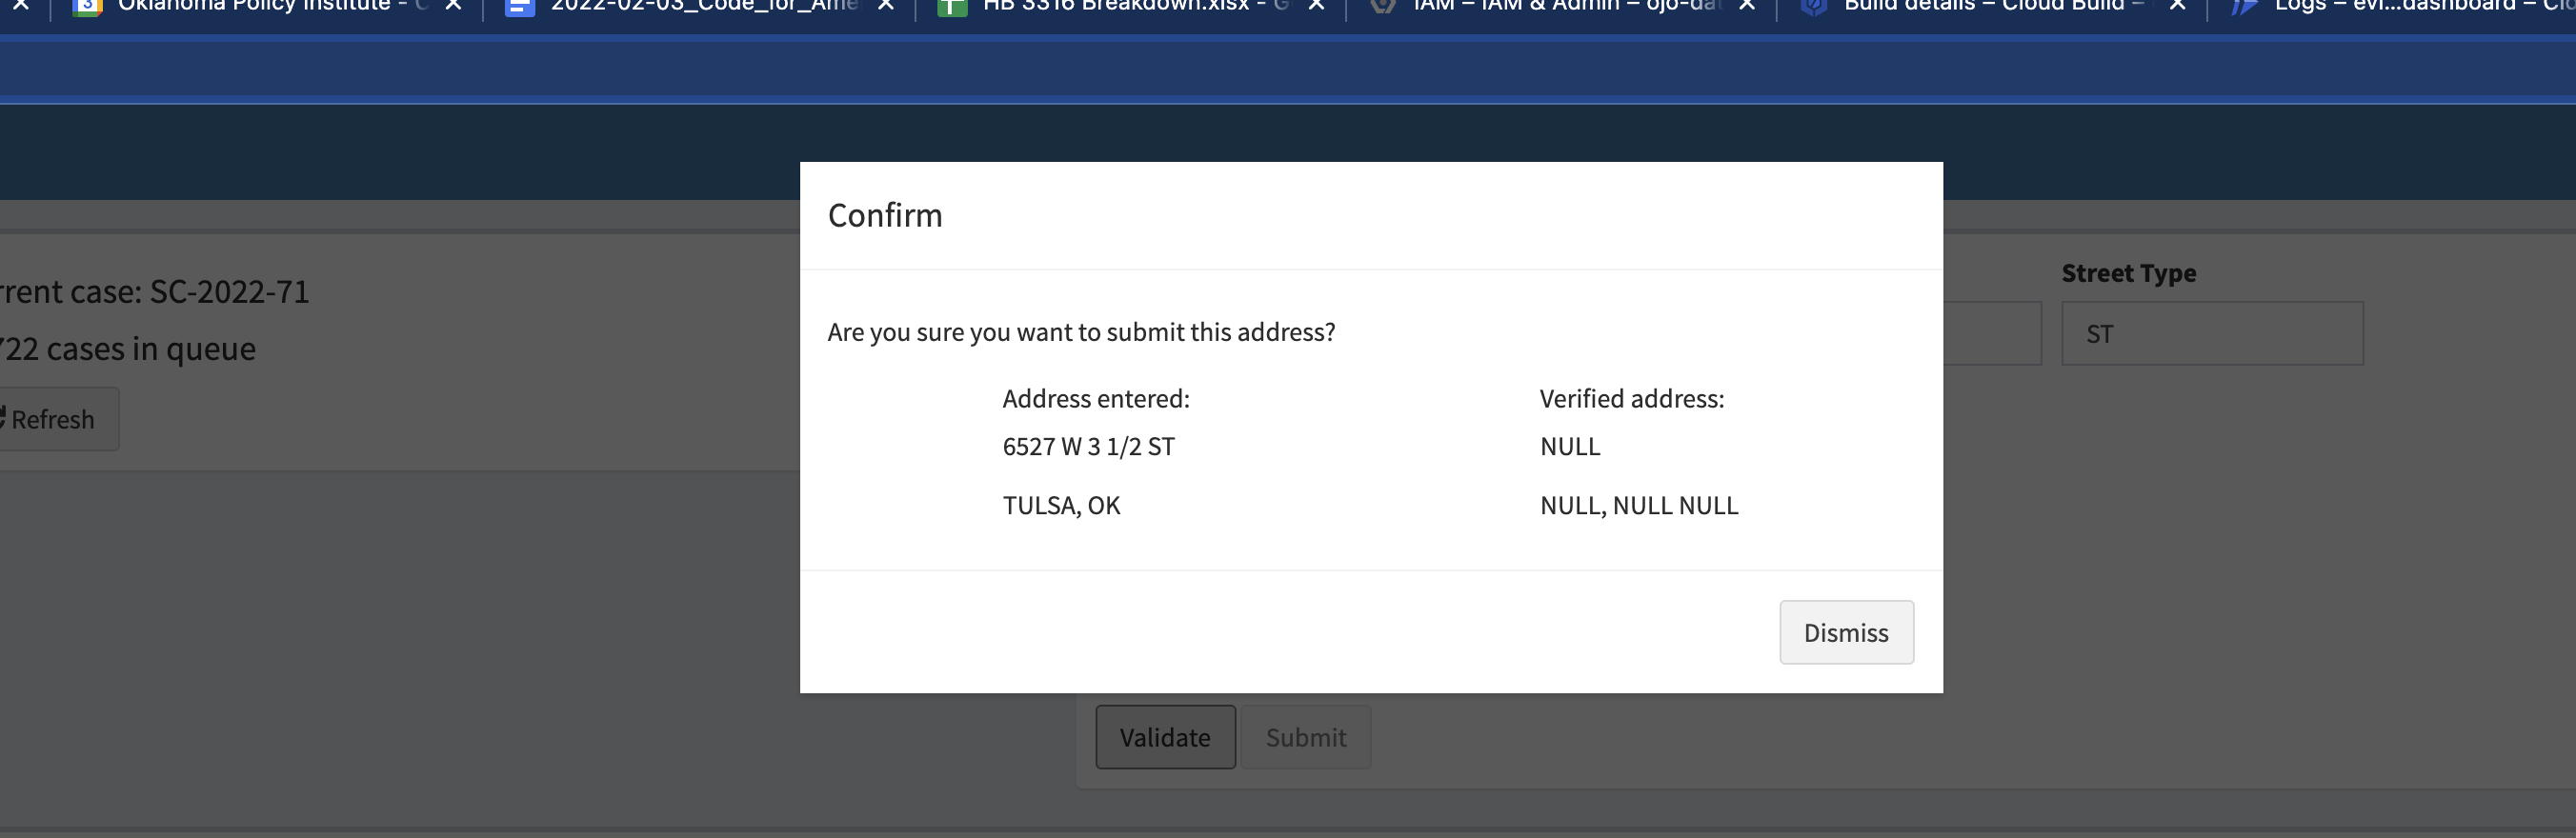 Oklahoma Policy Institute -
2022-02-03_Code_for_Ame
HB 3316 Breakdown.xlsx - G
IAM – IAM & Admin – ojo-dat
Build details – Cloud Build –
Logs – evi...dashboard – Clo
Confirm
Are you sure you want to submit this address?
Address entered:
Verified address:
6527 W 3 1/2 ST
NULL
TULSA, OK
NULL, NULL NULL
Dismiss
rrent case: SC-2022-71
722 cases in queue
Refresh
Street Type
ST
Validate
Submit